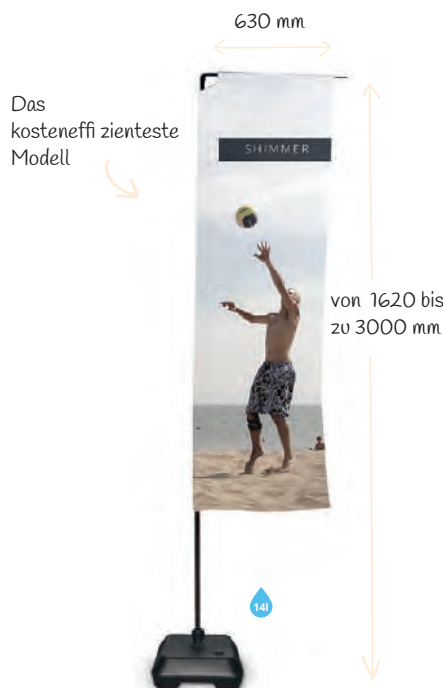 630 mm
Das
kosteneffi zienteste
Modell
SHIMMER
von 1620 bis
zu 3000 mm
14l